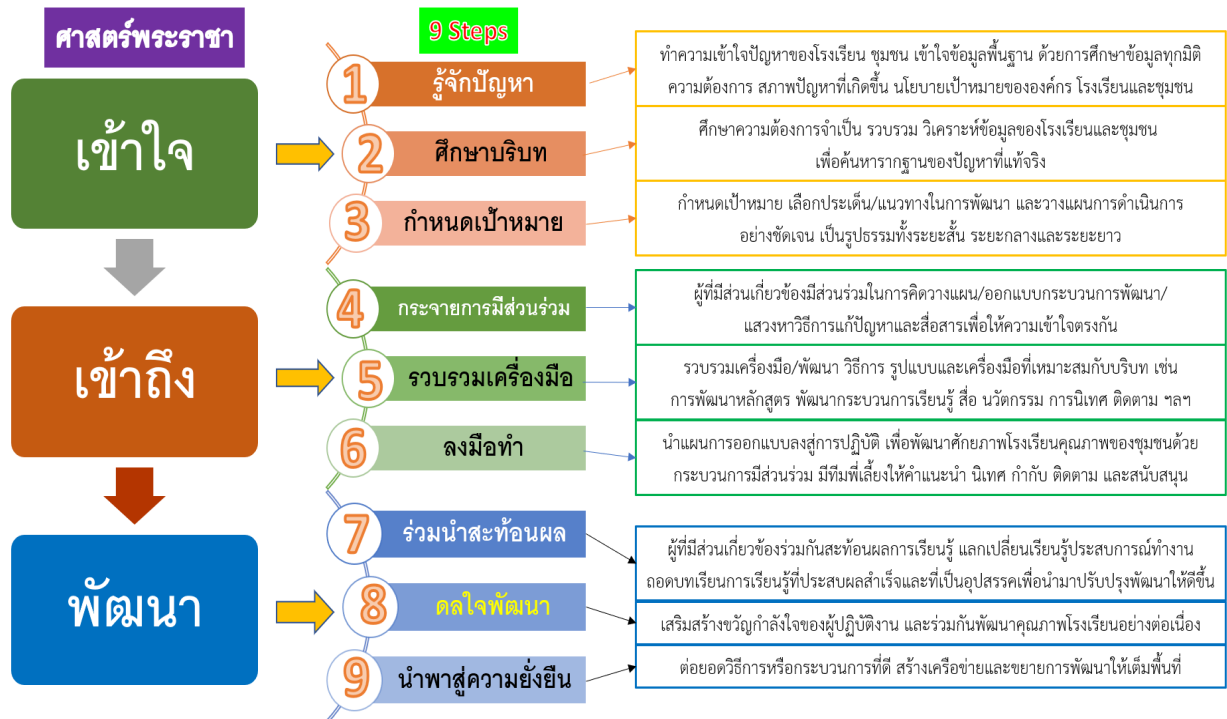 ศาสตร์พระราชา
9 Steps
เข้าใจ
1
รู้จักปัญหา
ทำความเข้าใจปัญหาของโรงเรียน ชุมชน เข้าใจข้อมูลพื้นฐาน ด้วยการศึกษาข้อมูลทุกมิติ
ความต้องการ สภาพปัญหาที่เกิดขึ้น นโยบายเป้าหมายขององค์กร โรงเรียนและชุมชน
2
ศึกษาบริบท
ศึกษาความต้องการจำเป็น รวบรวม วิเคราะห์ข้อมูลของโรงเรียนและชุมชน
เพื่อค้นหารากฐานของปัญหาที่แท้จริง
3
กำหนดเป้าหมาย
กำหนดเป้าหมาย เลือกประเด็น/แนวทางในการพัฒนา และวางแผนการดำเนินการ
อย่างชัดเจน เป็นรูปธรรมทั้งระยะสั้น ระยะกลางและระยะยาว
เข้าถึง
4
กระจายการมีส่วนร่วม
ผู้ที่มีส่วนเกี่ยวข้องมีส่วนร่วมในการคิดวางแผน/ออกแบบกระบวนการพัฒนา/
แสวงหาวิธีการแก้ปัญหาและสื่อสารเพื่อให้ความเข้าใจตรงกัน
5
รวบรวมเครื่องมือ
รวบรวมเครื่องมือ/พัฒนา วิธีการ รูปแบบและเครื่องมือที่เหมาะสมกับบริบท เช่น
การพัฒนาหลักสูตร พัฒนากระบวนการเรียนรู้ สื่อ นวัตกรรม การนิเทศ ติดตาม ฯลฯ
6
ลงมือทำ
นำแผนการออกแบบลงสู่การปฏิบัติ เพื่อพัฒนาศักยภาพโรงเรียนคุณภาพของชุมชนด้วย
กระบวนการมีส่วนร่วม มีทีมพี่เลี้ยงให้คำแนะนำ นิเทศ กำกับ ติดตาม และสนับสนุน
พัฒนา
7
ร่วมนำสะท้อนผล
ผู้ที่มีส่วนเกี่ยวข้องร่วมกันสะท้อนผลการเรียนรู้ แลกเปลี่ยนเรียนรู้ประสบการณ์ทำงาน
ถอดบทเรียนการเรียนรู้ที่ประสบผลสำเร็จและที่เป็นอุปสรรคเพื่อนำมาปรับปรุงพัฒนาให้ดีขึ้น
8
ดลใจพัฒนา
เสริมสร้างขวัญกำลังใจของผู้ปฏิบัติงาน และร่วมกันพัฒนาคุณภาพโรงเรียนอย่างต่อเนื่อง
9
นำพาสู่ความยั่งยืน
ต่อยอดวิธีการหรือกระบวนการที่ดี สร้างเครือข่ายและขยายการพัฒนาให้เต็มพื้นที่